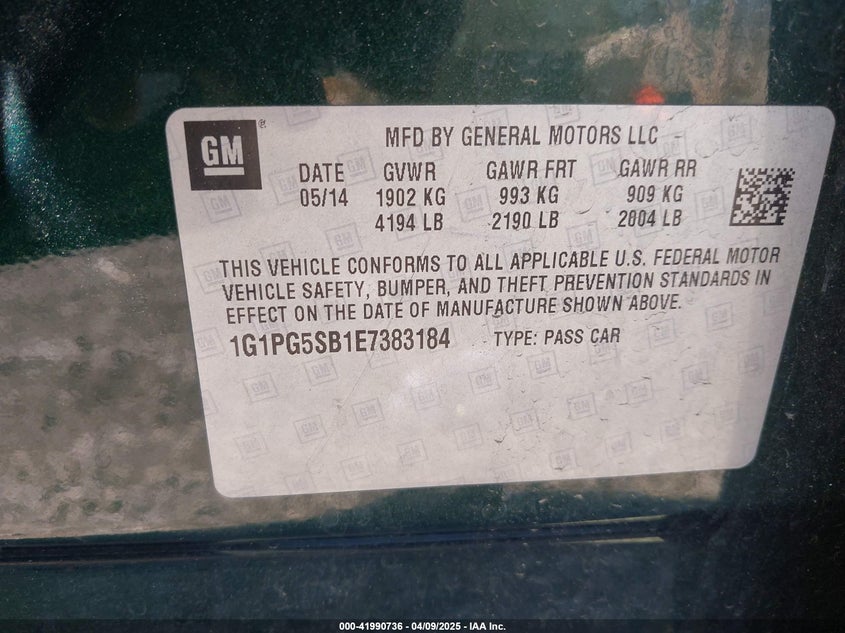 GM®
MFD BY GENERAL MOTORS LLC
DATE GVWR GAWR FRT GAWR RR
05/14 1902 KG 993 KG 909 KG
4194 LB 2190 LB 2004 LB
THIS VEHICLE CONFORMS TO ALL APPLICABLE U.S. FEDERAL MOTOR
VEHICLE SAFETY, BUMPER, AND THEFT PREVENTION STANDARDS IN
EFFECT ON THE DATE OF MANUFACTURE SHOWN ABOVE.
1G1PG5SB1E7383184 TYPE: PASS CAR
000-41990736 | 04/09/2025 - IAA Inc.